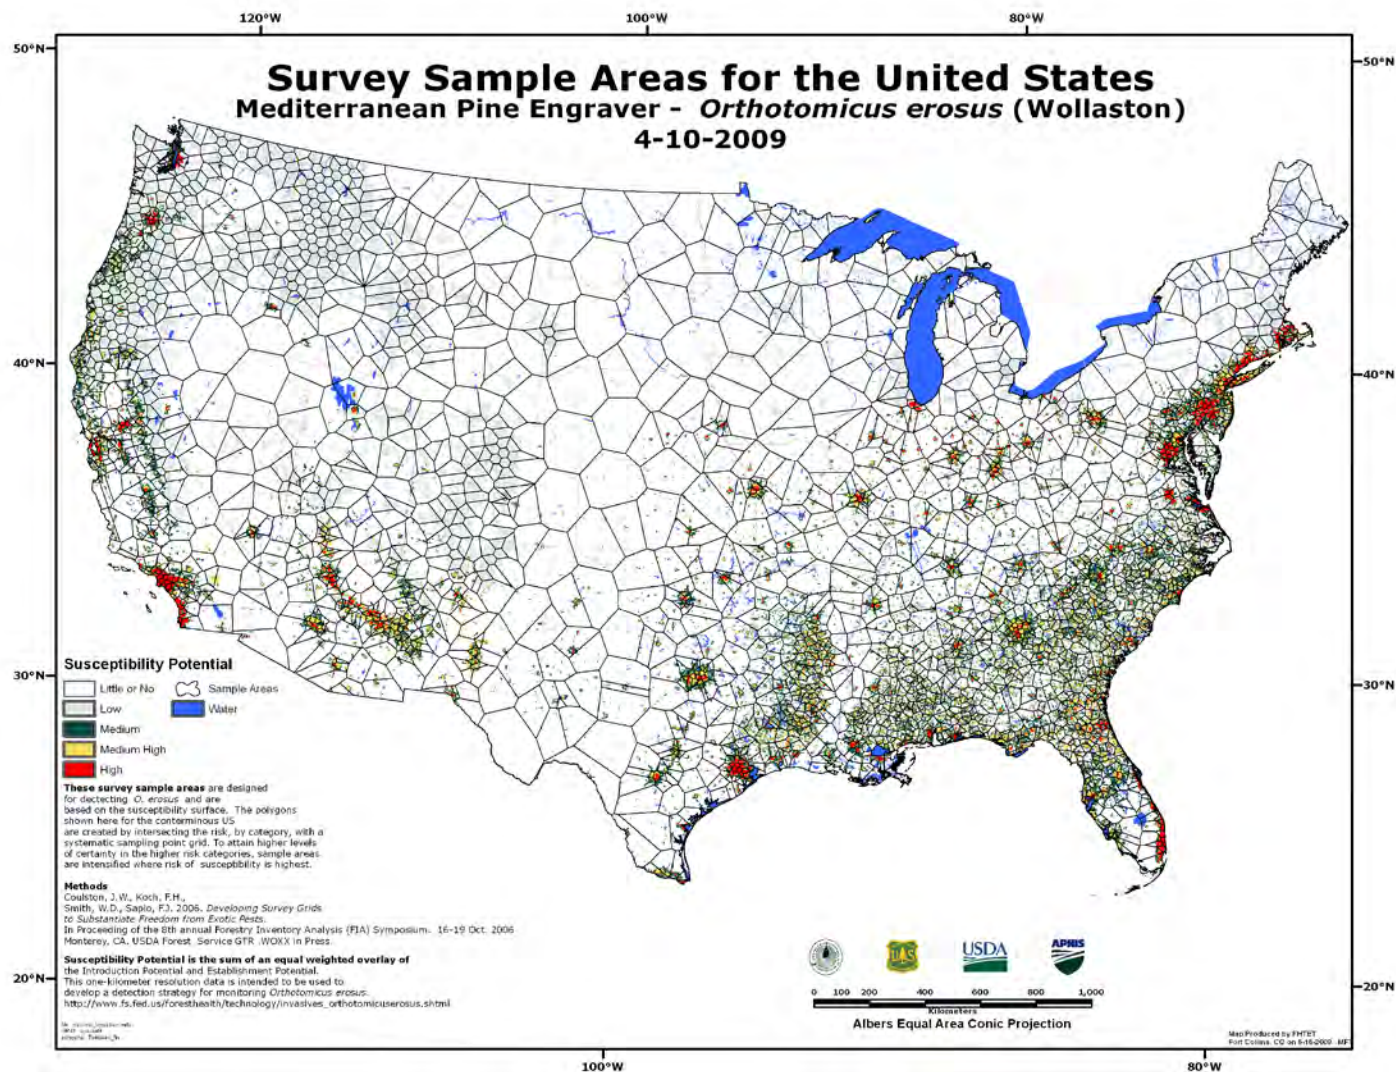 120°W 100°W 80°W
50°N 50°N
Survey Sample Areas for the United States
Mediterranean Pine Engraver - Orthotomicus erosus (Wollaston)
4-10-2009
40°N 40°N
30°N 30°N
Susceptibility Potential
Little or No Sample Areas
Low Water
Medium
Medium High
High
These survey sample areas are designed
for dectecting O. erosus and are
based on the susceptibility surface. The polygons
shown here for the conterminous US
are created by intersecting the risk, by category, with a
systematic sampling point grid. To attain higher levels
of certainty in the higher risk categories, sample areas
are intensified where risk of susceptibility is highest.
Methods
Coulston, J.W., Koch, F.H.,
Smith, W.D., Sapio, F.J. 2006. Developing Survey Grids
to Substantiate Freedom from Exotic Pests.
In Proceeding of the 8th annual Forestry Inventory Analysis (FIA) Symposium. 16-19 Oct. 2006
Monterey, CA. USDA Forest Service GTR .WOXX in Press.
Susceptibility Potential is the sum of an equal weighted overlay of
the Introduction Potential and Establishment Potential.
This one-kilometer resolution data is intended to be used to
develop a detection strategy for monitoring Orthotomicus erosus.
http://www.fs.fed.us/foresthealth/technology/invasives_orthotomicuserosus.shtml
USDA APHIS
20°N 20°N
0 100 200 400 600 800 1,000
Kilometers
Albers Equal Area Conic Projection
Map Produced by FHTET
Fort Collins, CO on
100°W 80°W